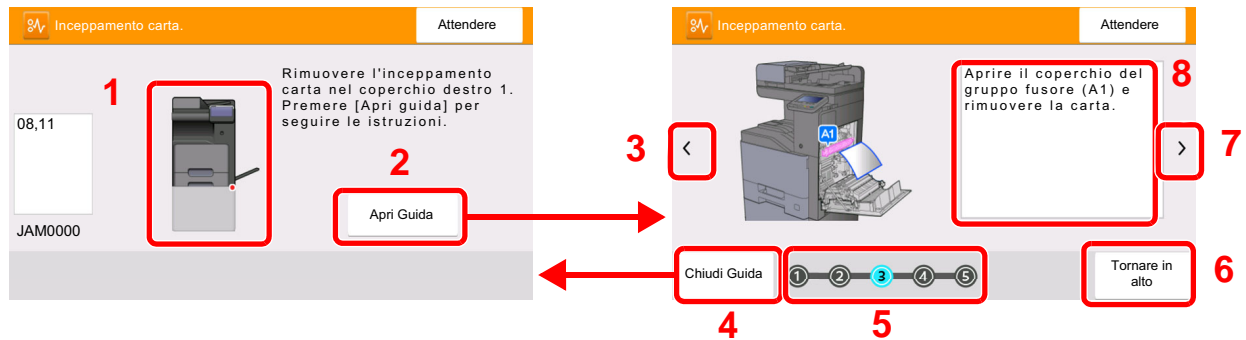 Inceppamento carta.
Attendere
1
Rimuovere l'inceppamento
carta nel coperchio destro 1.
Premere [Apri guida] per
seguire le istruzioni.
08,11
2
Apri Guida
JAM0000
Inceppamento carta.
Attendere
8
Aprire il coperchio del
gruppo fusore (A1) e
rimuovere la carta.
A1
3
<
>
7
Chiudi Guida
1 2 3 4 5
Tornare in
alto
6
4
5